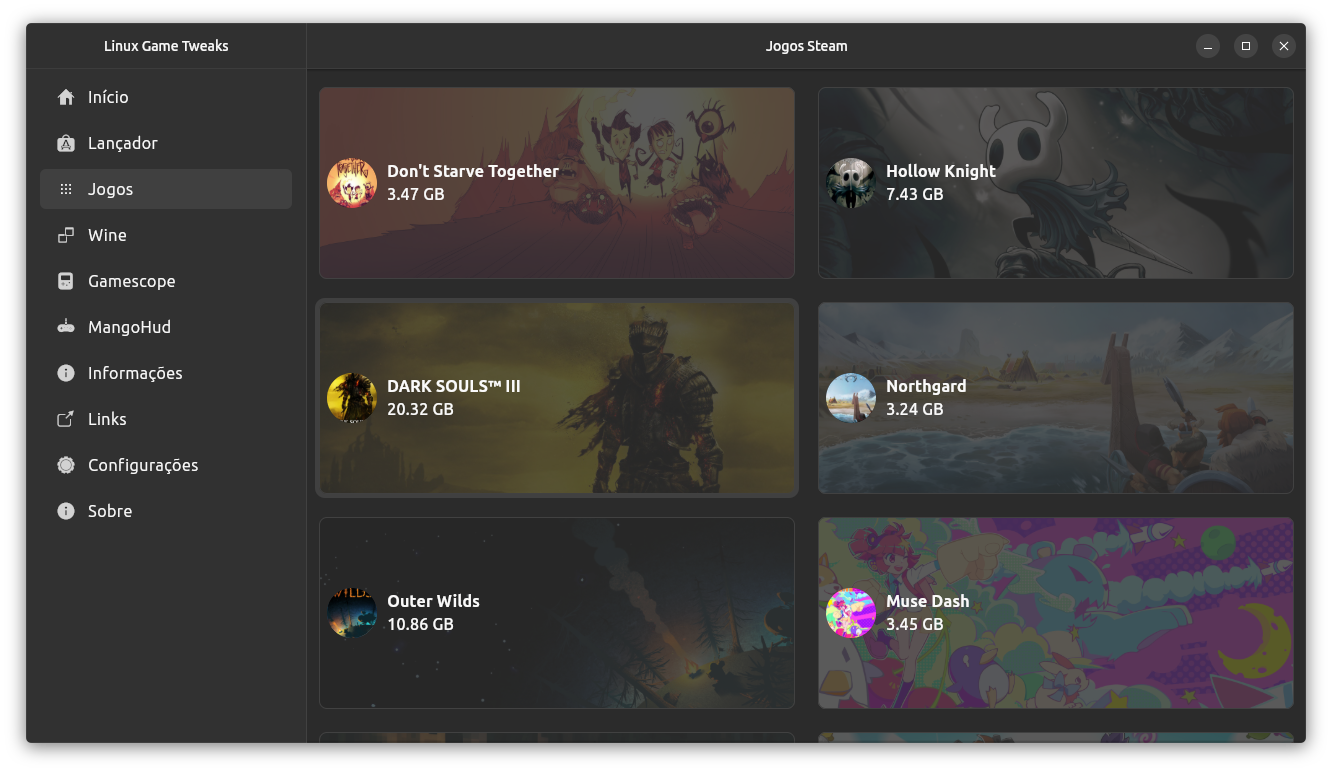 Linux Game Tweaks
Jogos Steam
Início
Lançador
Jogos
Wine
Gamescope
MangoHud
Informações
Links
Configurações
Sobre
Don't Starve Together
3.47 GB
Hollow Knight
7.43 GB
DARK SOULS™ III
20.32 GB
Northgard
3.24 GB
Outer Wilds
10.86 GB
Muse Dash
3.45 GB